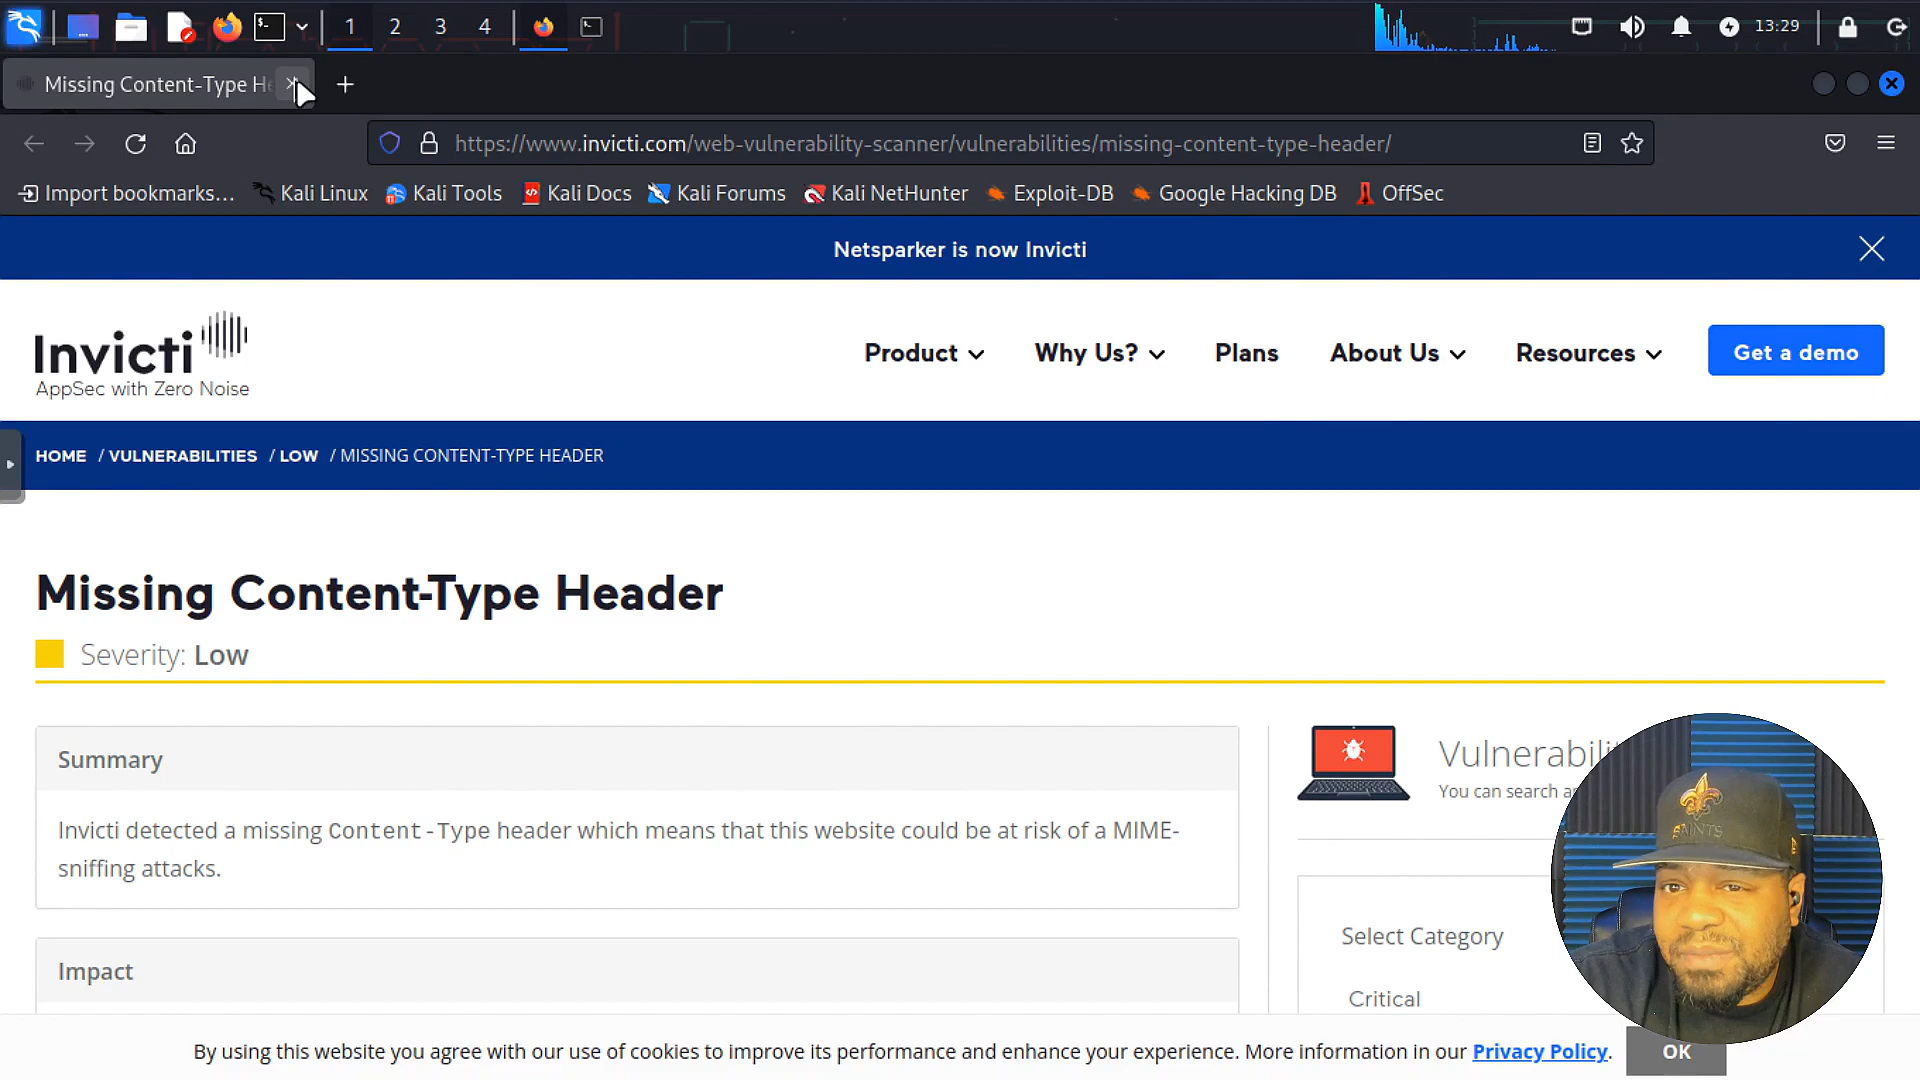 1 2 3 4 13:29
Missing Content-Type He
https://www.invicti.com/web-vulnerability-scanner/vulnerabilities/missing-content-type-header/
Import bookmarks... Kali Linux Kali Tools Kali Docs Kali Forums Kali NetHunter Exploit-DB Google Hacking DB OffSec
Netsparker is now Invicti
Invicti
AppSec with Zero Noise
Product Why Us? Plans About Us Resources Get a demo
HOME / VULNERABILITIES / LOW / MISSING CONTENT-TYPE HEADER
Missing Content-Type Header
Severity: Low
Summary
Invicti detected a missing Content-Type header which means that this website could be at risk of a MIME-
sniffing attacks.
Impact
Vulnerabili
You can search a
Select Category
Critical
SAINTS
By using this website you agree with our use of cookies to improve its performance and enhance your experience. More information in our Privacy Policy.
OK